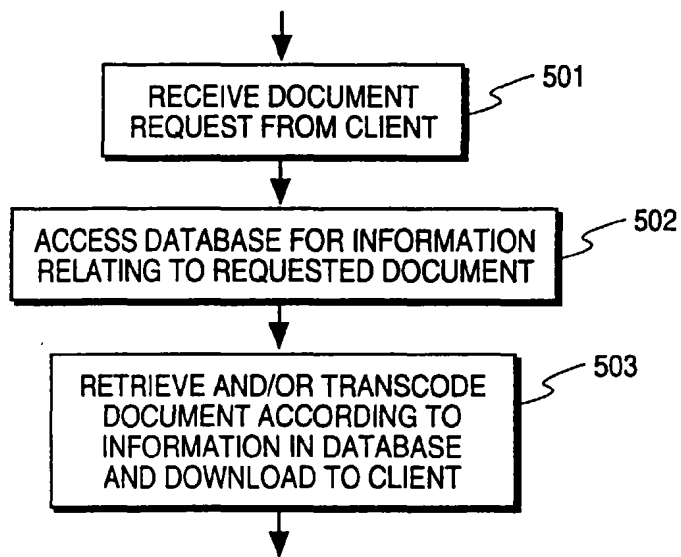 RECEIVE DOCUMENT
REQUEST FROM CLIENT
501
ACCESS DATABASE FOR INFORMATION
RELATING TO REQUESTED DOCUMENT
502
RETRIEVE AND/OR TRANSCODE
DOCUMENT ACCORDING TO
INFORMATION IN DATABASE
AND DOWNLOAD TO CLIENT
503